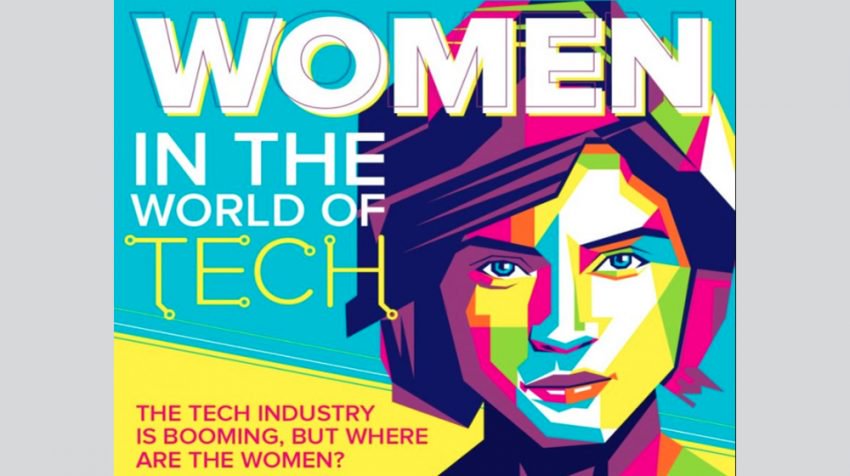 WOMEN
IN THE
WORLD OF
TECH
THE TECH INDUSTRY
IS BOOMING, BUT WHERE
ARE THE WOMEN?